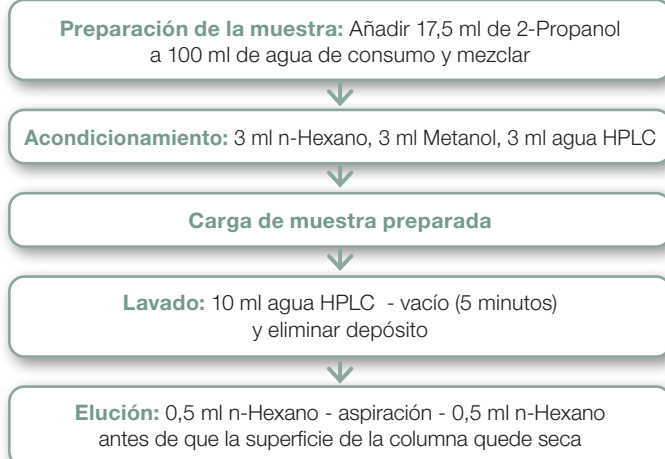 Preparación de la muestra: Añadir 17,5 ml de 2-Propanol
a 100 ml de agua de consumo y mezclar
Acondicionamiento: 3 ml n-Hexano, 3 ml Metanol, 3 ml agua HPLC
Carga de muestra preparada
Lavado: 10 ml agua HPLC - vacío (5 minutos)
y eliminar depósito
Elución: 0,5 ml n-Hexano - aspiración - 0,5 ml n-Hexano
antes de que la superficie de la columna quede seca